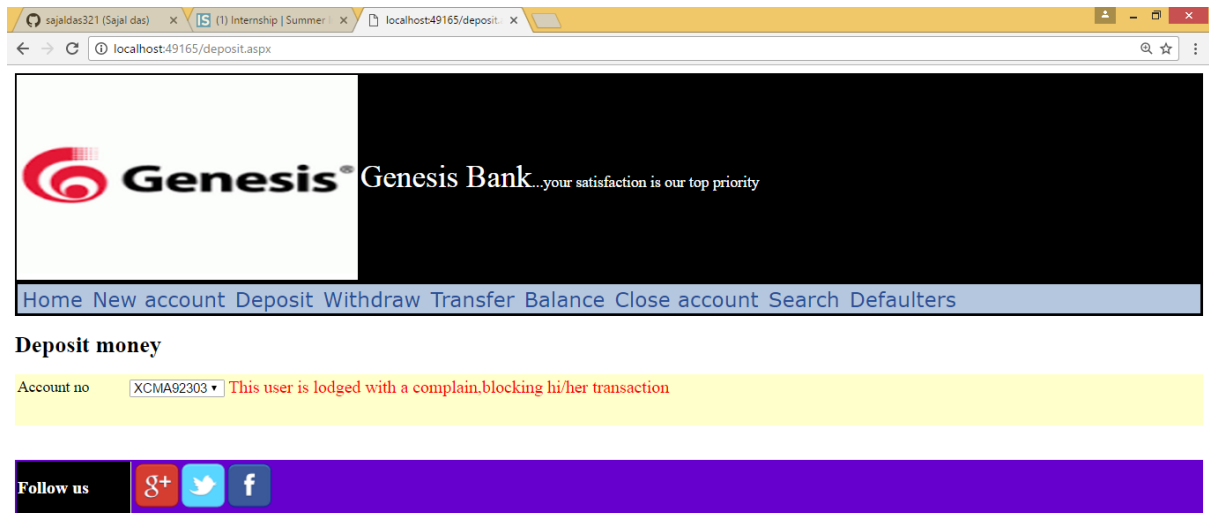 sajaldas321 (Sajal das)
(1) Internship | Summer I
localhost:49165/deposit.
localhost:49165/deposit.aspx
Genesis®
Genesis Bank...your satisfaction is our top priority
Home New account Deposit Withdraw Transfer Balance Close account Search Defaulters
Deposit money
Account no XCMA92303 This user is lodged with a complain,blocking hi/her transaction
Follow us g+ f